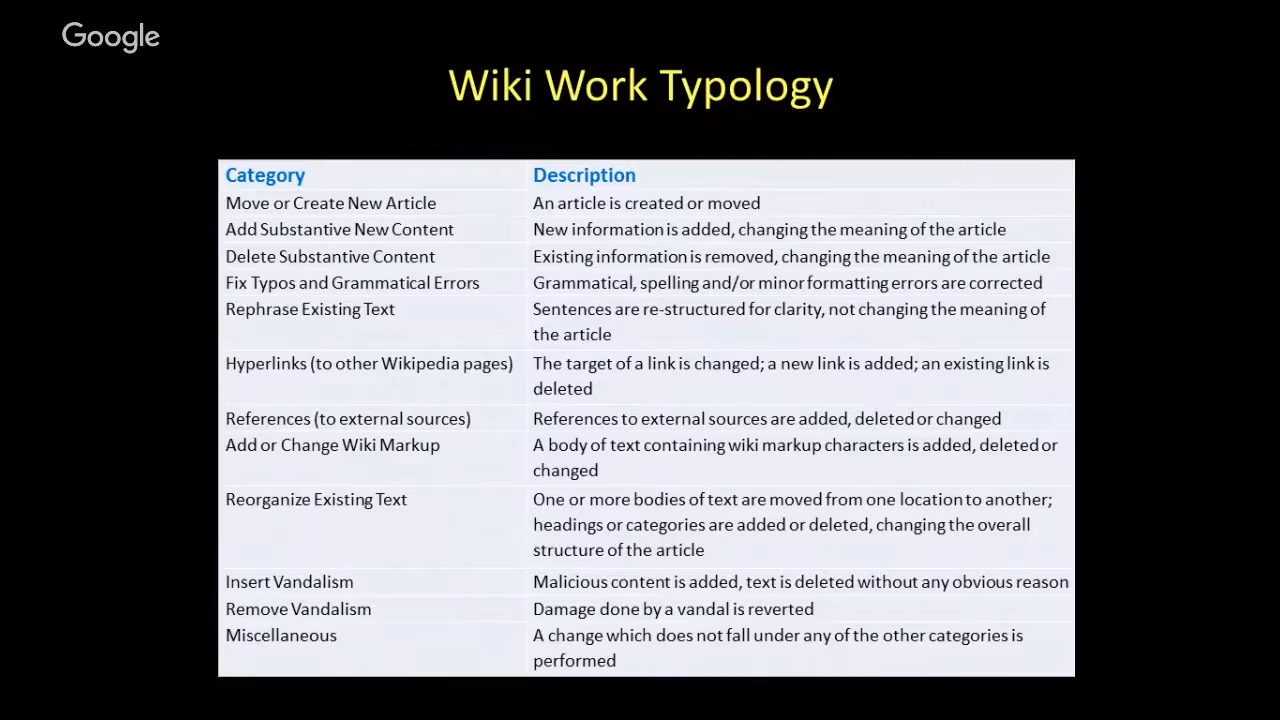 Google
Wiki Work Typology
Category Description
Move or Create New Article An article is created or moved
Add Substantive New Content New information is added, changing the meaning of the article
Delete Substantive Content Existing information is removed, changing the meaning of the article
Fix Typos and Grammatical Errors Grammatical, spelling and/or minor formatting errors are corrected
Rephrase Existing Text Sentences are re-structured for clarity, not changing the meaning of
the article
Hyperlinks (to other Wikipedia pages) The target of a link is changed; a new link is added; an existing link is
deleted
References (to external sources) References to external sources are added, deleted or changed
Add or Change Wiki Markup A body of text containing wiki markup characters is added, deleted or
changed
Reorganize Existing Text One or more bodies of text are moved from one location to another;
headings or categories are added or deleted, changing the overall
structure of the article
Insert Vandalism Malicious content is added, text is deleted without any obvious reason
Remove Vandalism Damage done by a vandal is reverted
Miscellaneous A change which does not fall under any of the other categories is
performed